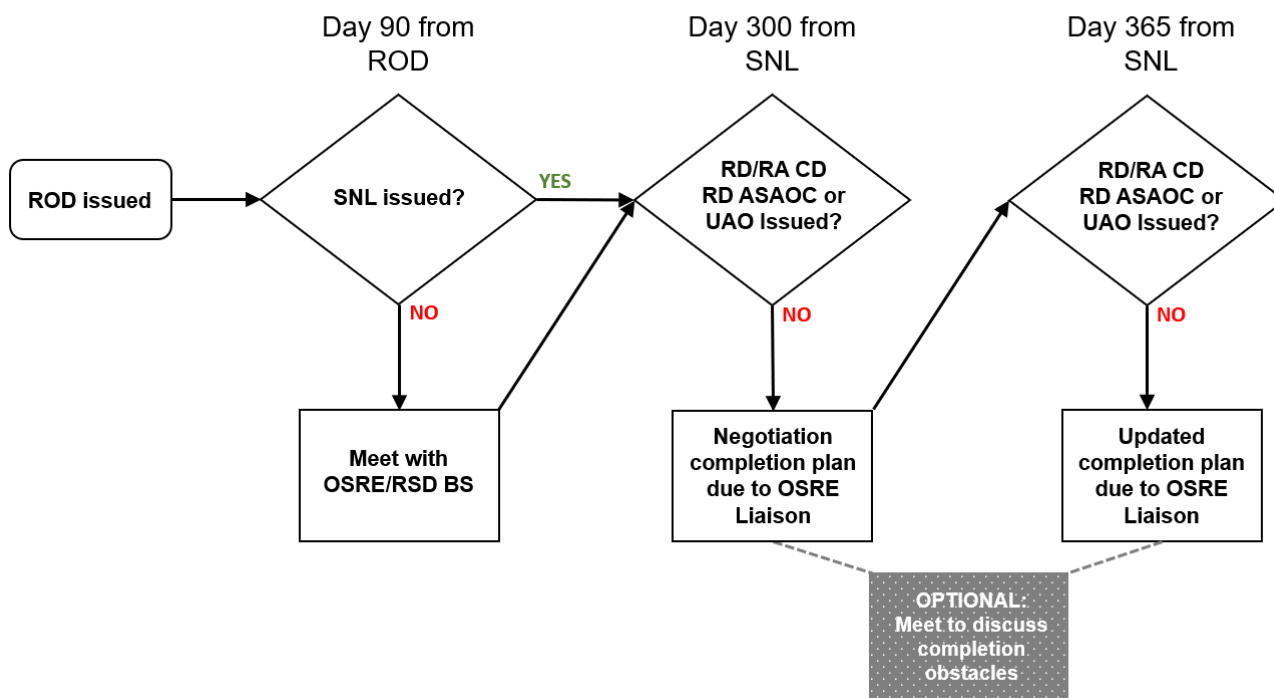 Day 90 from
ROD
Day 300 from
SNL
Day 365 from
SNL
ROD issued
SNL issued?
YES
RD/RA CD
RD ASAOC or
UAO Issued?
RD/RA CD
RD ASAOC or
UAO Issued?
NO
NO
NO
Meet with
OSRE/RSD BS
Negotiation
completion plan
due to OSRE
Liaison
Updated
completion plan
due to OSRE
Liaison
OPTIONAL:
Meet to discuss
completion
obstacles